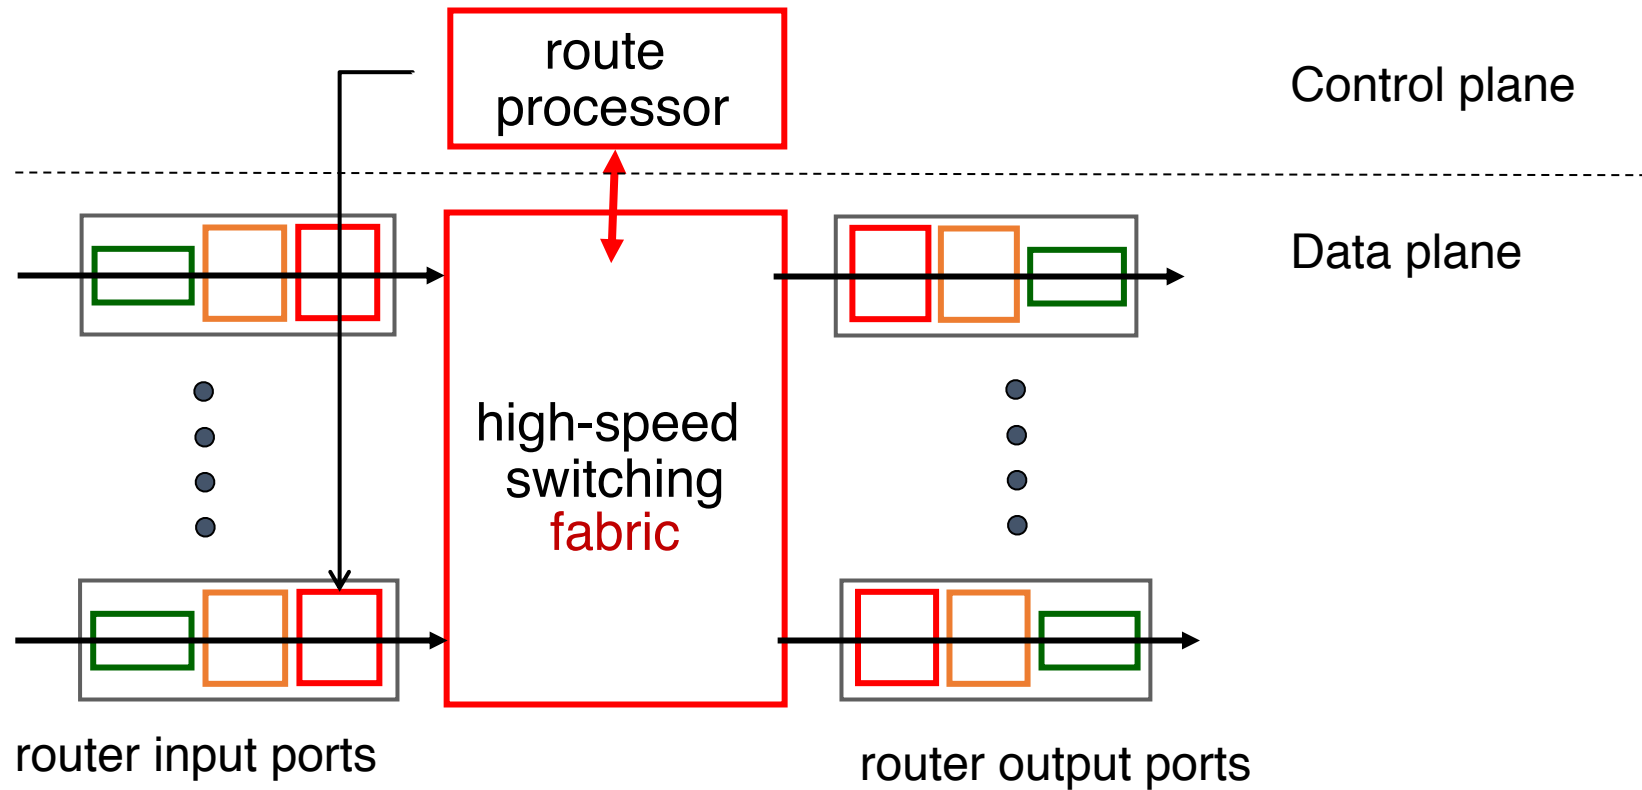 route
processor
Control plane
Data plane
high-speed
switching
fabric
router input ports
router output ports